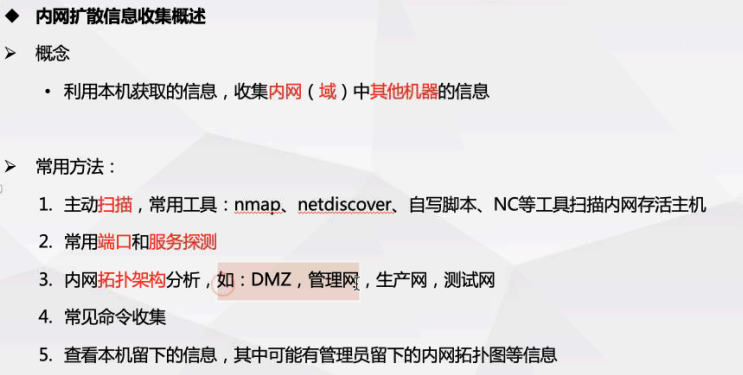 ◆ 内网扩散信息收集概述
➢ 概念
• 利用本机获取的信息，收集内网（域）中其他机器的信息
➢ 常用方法：
1. 主动扫描，常用工具：nmap、netdiscover、自写脚本、NC等工具扫描内网存活主机
2. 常用端口和服务探测
3. 内网拓扑架构分析，如：DMZ，管理网，生产网，测试网
4. 常见命令收集
5. 查看本机留下的信息，其中可能有管理员留下的内网拓扑图等信息